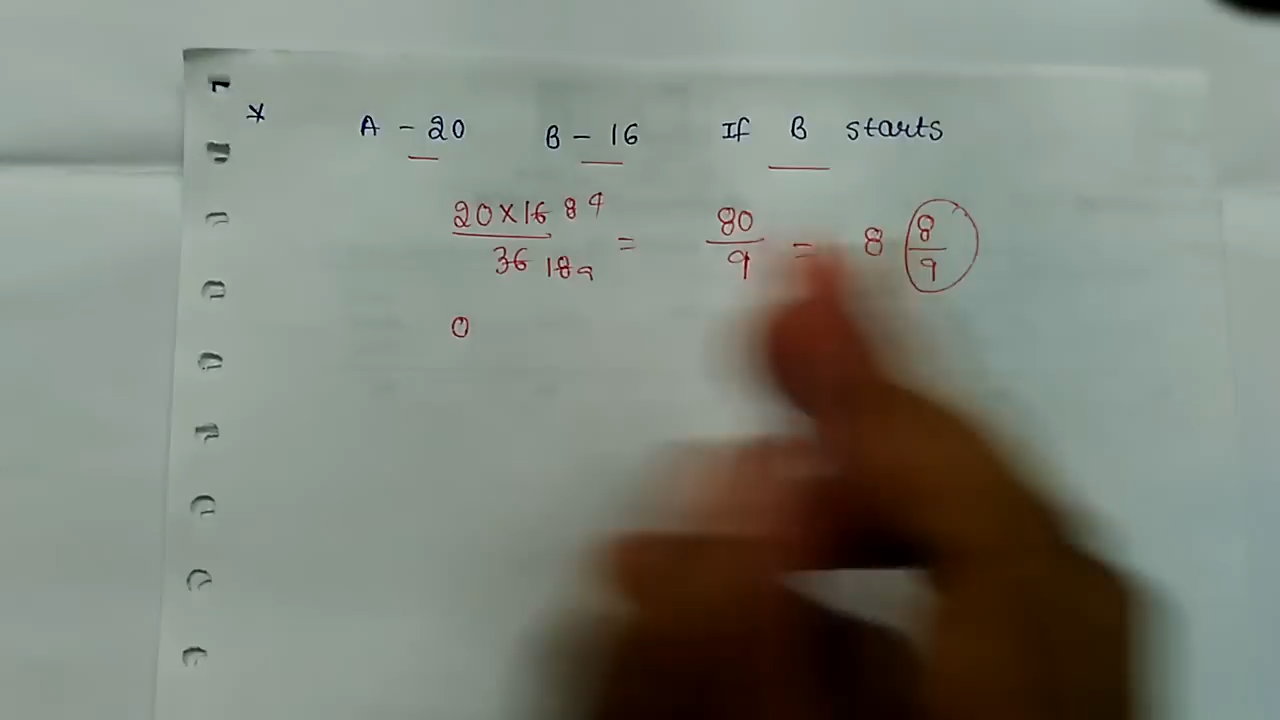 * A - 20 B - 16 If B starts
20 X 16 8 4
36 18 9 = 80/9 = 8 8/9
0